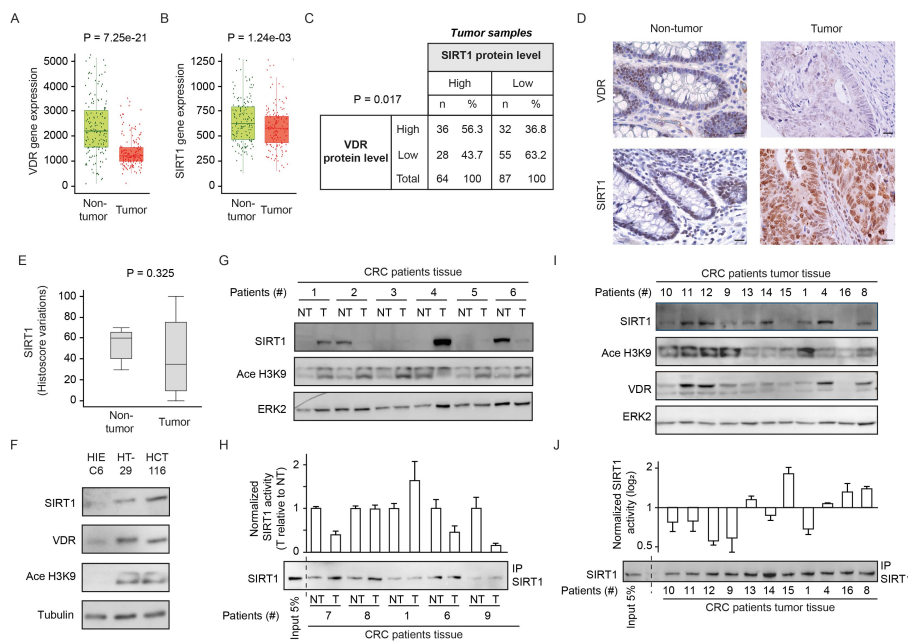 A
P = 7.25e-21
VDR gene expression
5000
4000
3000
2000
1000
0
Non-
tumor
Tumor
B
P = 1.24e-03
SIRT1 gene expression
1250
1000
750
500
250
0
Non-
tumor
Tumor
C
Tumor samples
SIRT1 protein level
P = 0.017
High Low
n % n %
VDR
protein level
High 36 56.3 32 36.8
Low 28 43.7 55 63.2
Total 64 100 87 100
D
Non-tumor Tumor
VDR
SIRT1
E
P = 0.325
SIRT1
(Histoscore variations)
100
80
60
40
20
0
Non-
tumor
Tumor
F
HIE HT- HCT
C6 29 116
SIRT1
VDR
Ace H3K9
Tubulin
G
CRC patients tissue
Patients (#) 1 2 3 4 5 6
NT T NT T NT T NT T NT T NT T
SIRT1
Ace H3K9
ERK2
H
Normalized
SIRT1 activity
(T relative to NT)
2
1
0
SIRT1
IP
SIRT1
Input 5%
NT T NT T NT T NT T NT T
Patients (#) 7 8 1 6 9
CRC patients tissue
I
CRC patients tumor tissue
Patients (#) 10 11 12 9 13 14 15 1 4 16 8
SIRT1
Ace H3K9
VDR
ERK2
J
Normalized SIRT1
activity (log₂)
2
1
0.5
SIRT1
IP
SIRT1
Input 5%
Patients (#) 10 11 12 9 13 14 15 1 4 16 8
CRC patients tumor tissue